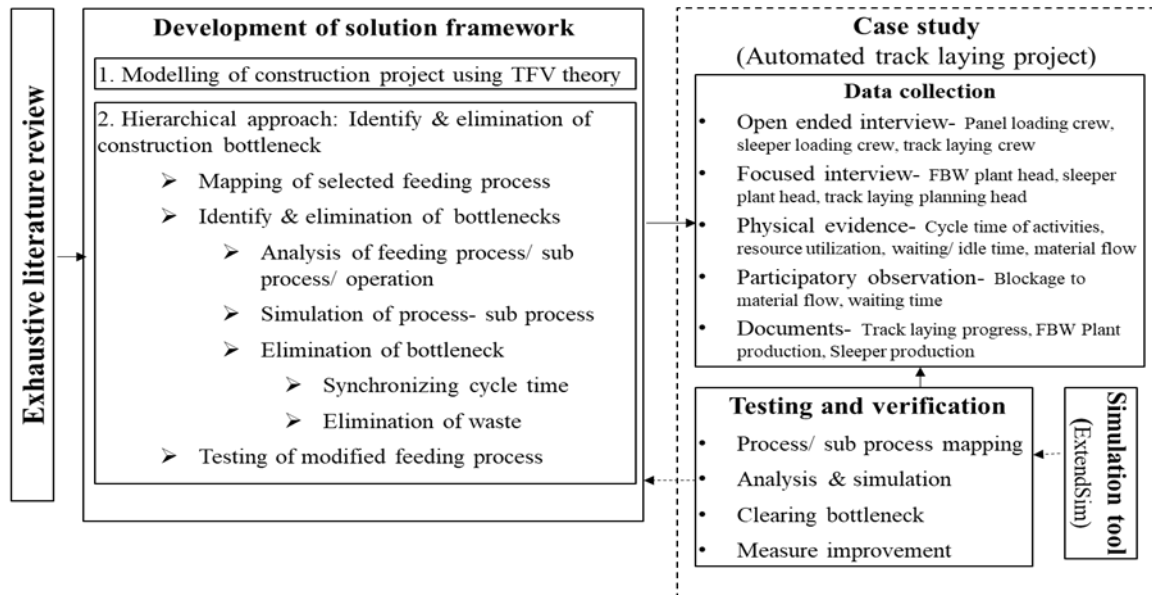 Exhaustive literature review
Development of solution framework
1. Modelling of construction project using TFV theory
2. Hierarchical approach: Identify & elimination of
construction bottleneck
➢ Mapping of selected feeding process
➢ Identify & elimination of bottlenecks
➢ Analysis of feeding process/ sub
process/ operation
➢ Simulation of process- sub process
➢ Elimination of bottleneck
➢ Synchronizing cycle time
➢ Elimination of waste
➢ Testing of modified feeding process
Case study
(Automated track laying project)
Data collection
• Open ended interview- Panel loading crew,
sleeper loading crew, track laying crew
• Focused interview- FBW plant head, sleeper
plant head, track laying planning head
• Physical evidence- Cycle time of activities,
resource utilization, waiting/ idle time, material flow
• Participatory observation- Blockage to
material flow, waiting time
• Documents- Track laying progress, FBW Plant
production, Sleeper production
Testing and verification
• Process/ sub process mapping
• Analysis & simulation
• Clearing bottleneck
• Measure improvement
Simulation tool
(ExtendSim)